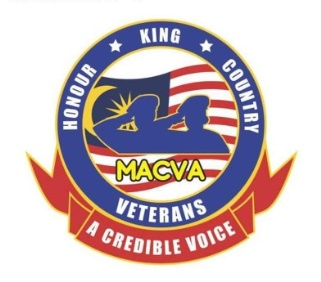 HONOUR KING COUNTRY
MACVA
VETERANS
A CREDIBLE VOICE